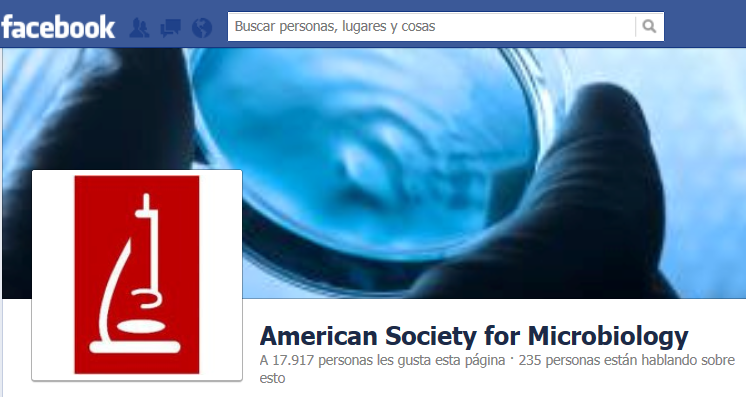 facebook
Buscar personas, lugares y cosas
American Society for Microbiology
A 17.917 personas les gusta esta página · 235 personas están hablando sobre
esto